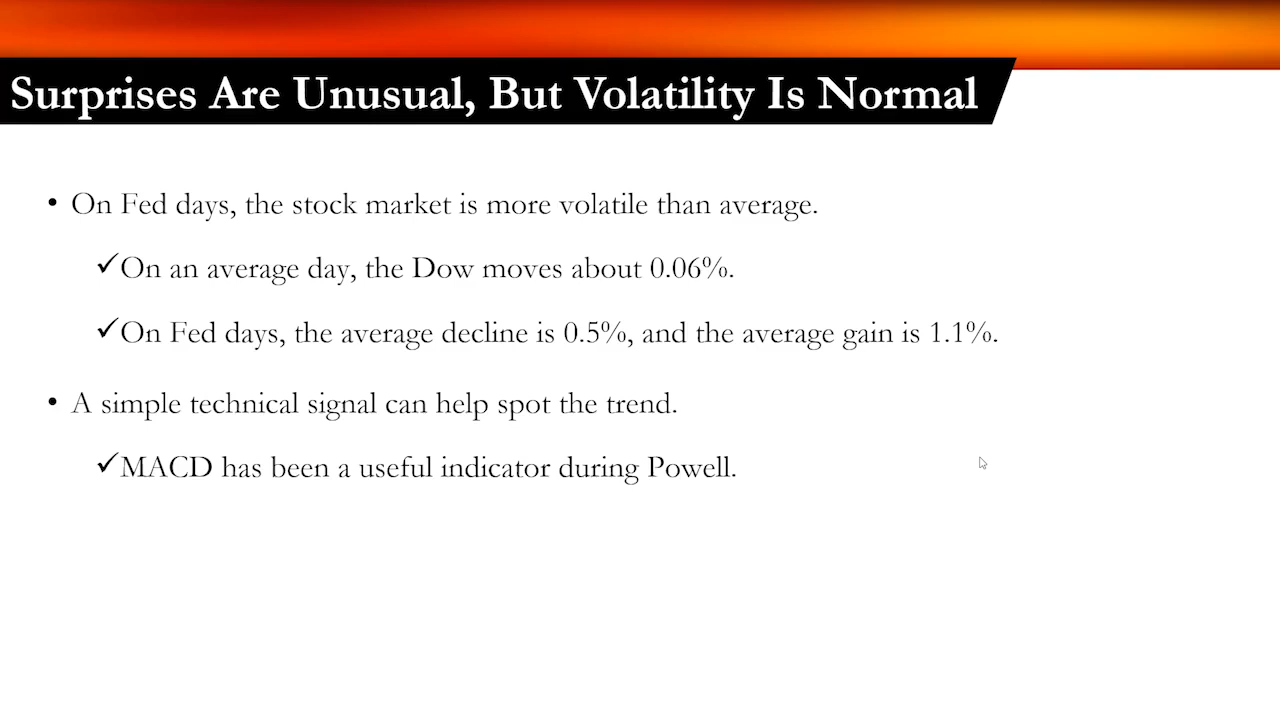 Surprises Are Unusual, But Volatility Is Normal
• On Fed days, the stock market is more volatile than average.
✓On an average day, the Dow moves about 0.06%.
✓On Fed days, the average decline is 0.5%, and the average gain is 1.1%.
• A simple technical signal can help spot the trend.
✓MACD has been a useful indicator during Powell.